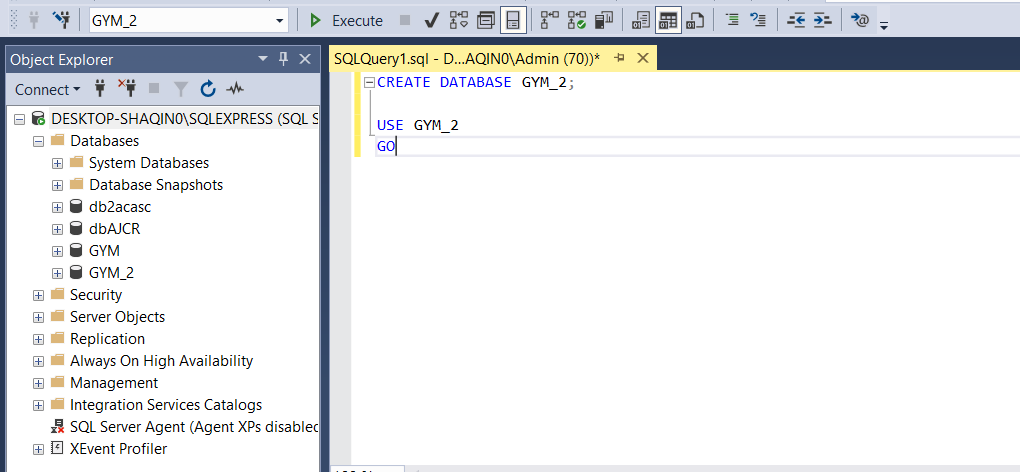 GYM_2
Execute
Object Explorer
Connect
DESKTOP-SHAQIN0\SQLEXPRESS (SQL S
Databases
System Databases
Database Snapshots
db2acasc
dbAJCR
GYM
GYM_2
Security
Server Objects
Replication
Always On High Availability
Management
Integration Services Catalogs
SQL Server Agent (Agent XPs disabled
XEvent Profiler
SQLQuery1.sql - D...AQIN0\Admin (70))*
CREATE DATABASE GYM_2;
USE GYM_2
GO